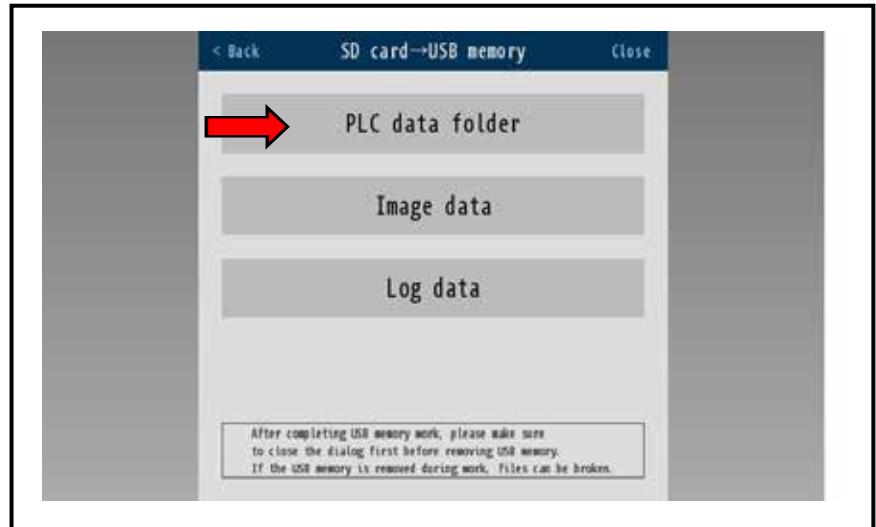 < Back SD card→USB memory Close
PLC data folder
Image data
Log data
After completing USB memory work, please make sure
to close the dialog first before removing USB memory.
If the USB memory is removed during work, files can be broken.